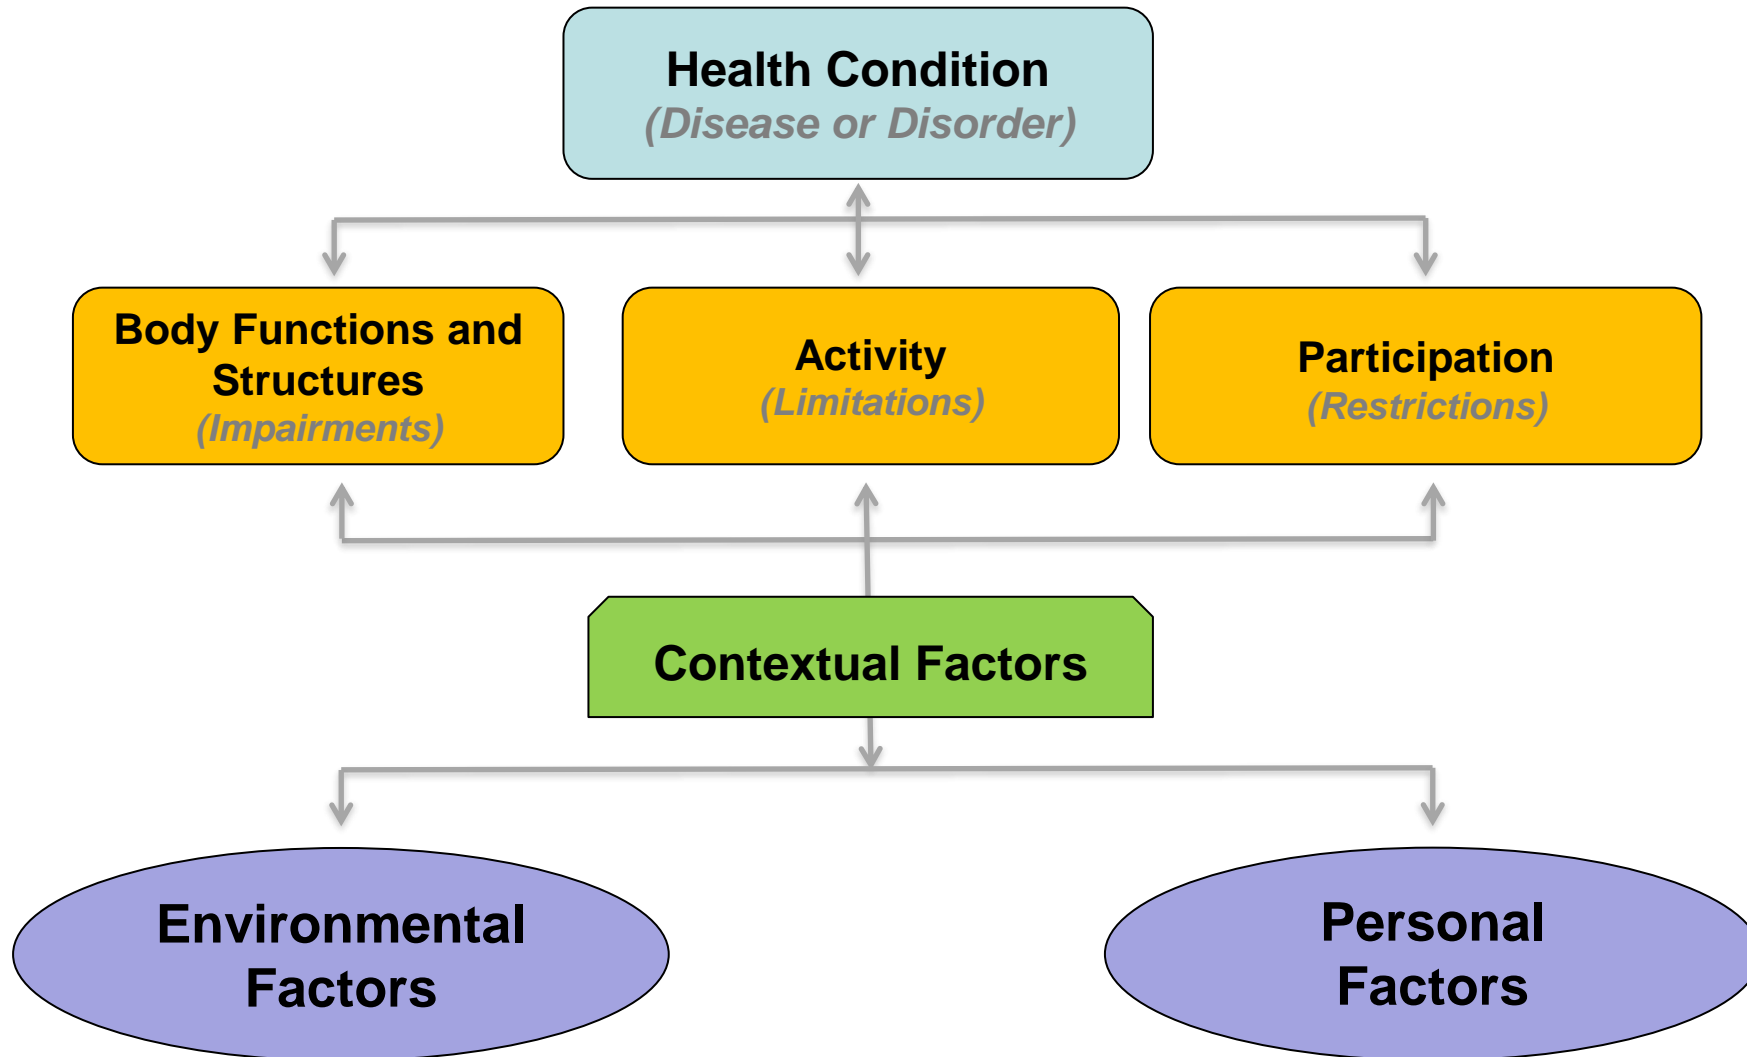 Health Condition
(Disease or Disorder)
Body Functions and
Structures
(Impairments)
Activity
(Limitations)
Participation
(Restrictions)
Contextual Factors
Environmental
Factors
Personal
Factors